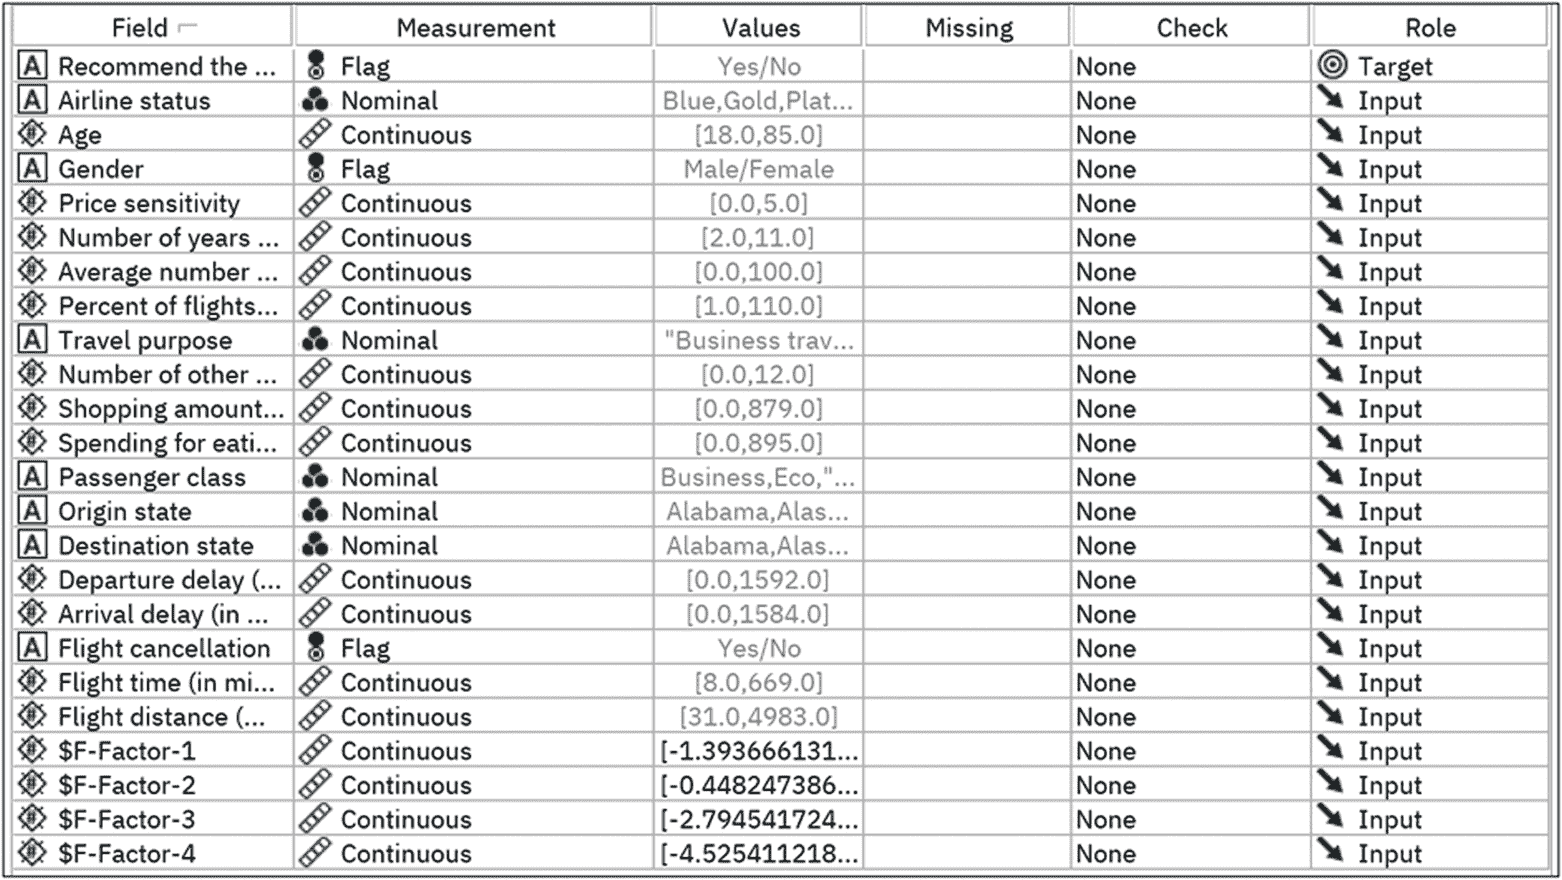 Field Measurement Values Missing Check Role
A Recommend the ... Flag Yes/No None Target
A Airline status Nominal Blue,Gold,Plat... None Input
# Age Continuous [18.0,85.0] None Input
A Gender Flag Male/Female None Input
# Price sensitivity Continuous [0.0,5.0] None Input
# Number of years ... Continuous [2.0,11.0] None Input
# Average number ... Continuous [0.0,100.0] None Input
# Percent of flights... Continuous [1.0,110.0] None Input
A Travel purpose Nominal "Business trav... None Input
# Number of other ... Continuous [0.0,12.0] None Input
# Shopping amount... Continuous [0.0,879.0] None Input
# Spending for eati... Continuous [0.0,895.0] None Input
A Passenger class Nominal Business,Eco,"... None Input
A Origin state Nominal Alabama,Alas... None Input
A Destination state Nominal Alabama,Alas... None Input
# Departure delay (... Continuous [0.0,1592.0] None Input
# Arrival delay (in ... Continuous [0.0,1584.0] None Input
A Flight cancellation Flag Yes/No None Input
# Flight time (in mi... Continuous [8.0,669.0] None Input
# Flight distance (... Continuous [31.0,4983.0] None Input
# $F-Factor-1 Continuous [-1.393666131... None Input
# $F-Factor-2 Continuous [-0.448247386... None Input
# $F-Factor-3 Continuous [-2.794541724... None Input
# $F-Factor-4 Continuous [-4.525411218... None Input